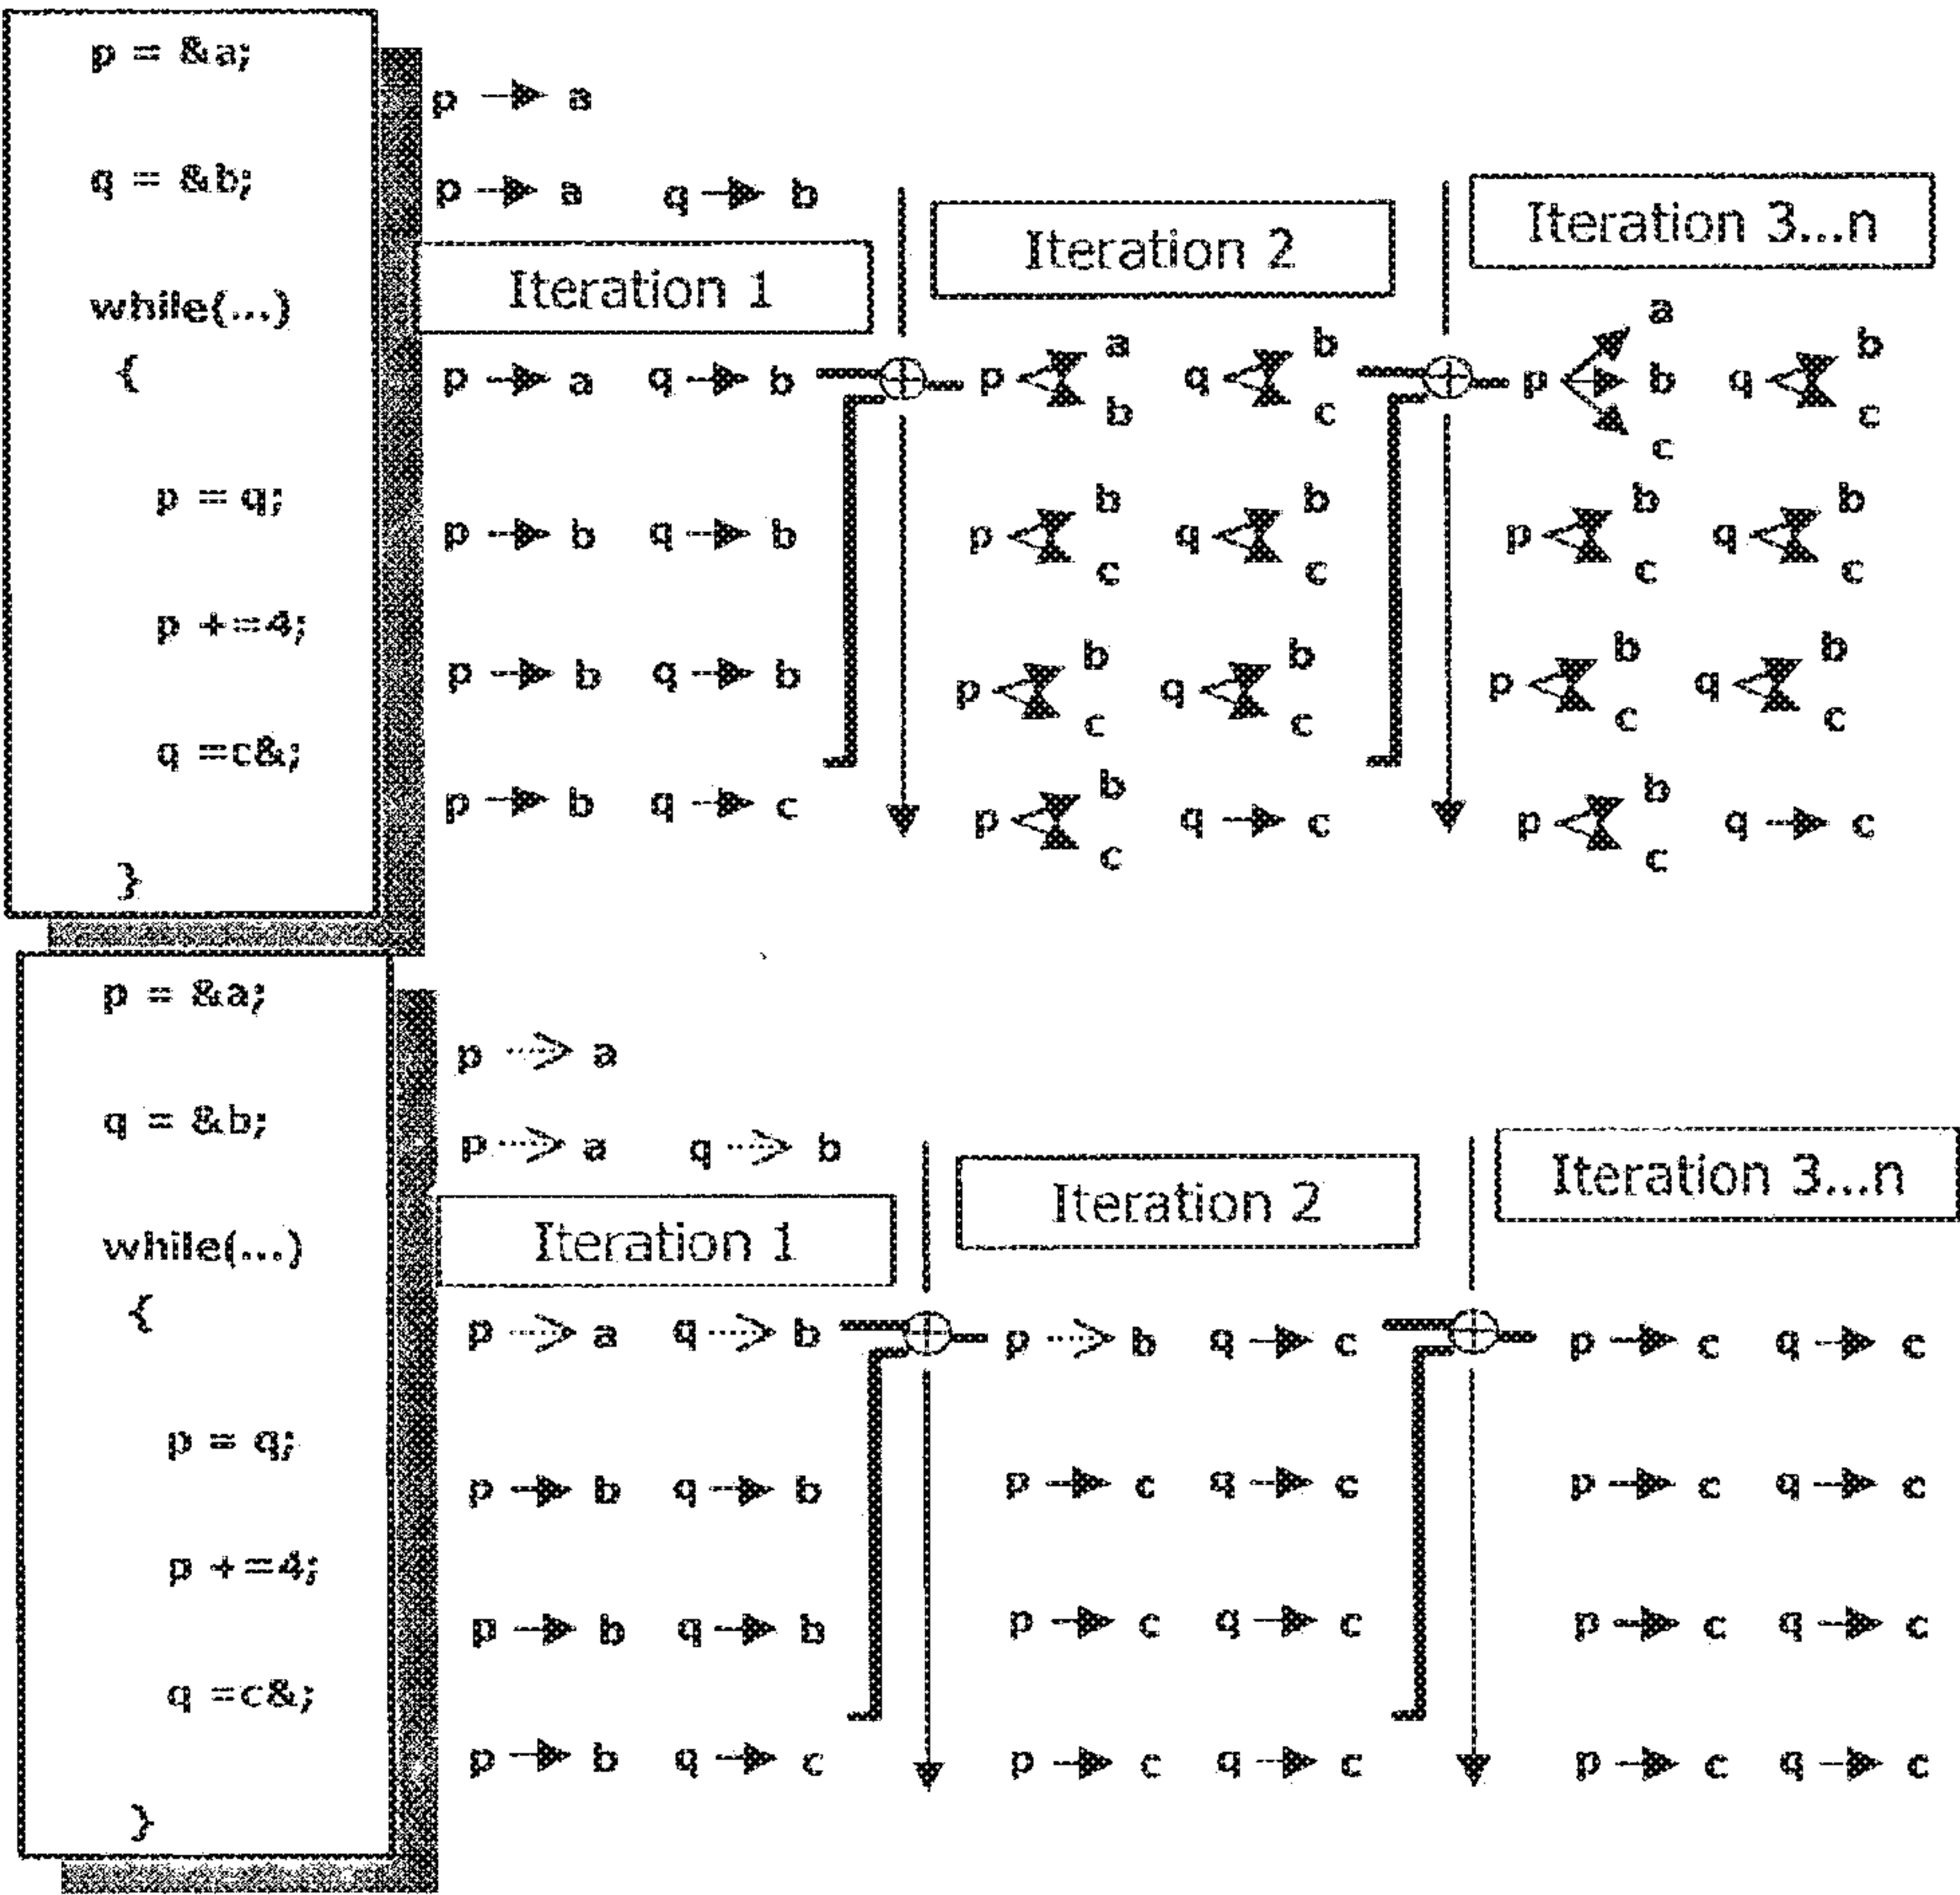 p = &a;
p a
q = &b;
p a q b
Iteration 1
Iteration 2
Iteration 3...n
while(...)
{
p a q b
p a b q b c
p a b c q b c
p = q;
p b q b
p b c q b c
p b c q b c
p +=4;
p b q b
p b c q b c
p b c q b c
q =c&;
p b q c
p b c q c
p b c q c
}
p = &a;
p a
q = &b;
p a q b
Iteration 1
Iteration 2
Iteration 3...n
while(...)
{
p a q b
p b q c
p c q c
p = q;
p b q b
p c q c
p c q c
p +=4;
p b q b
p c q c
p c q c
q =c&;
p b q c
p c q c
p c q c
}